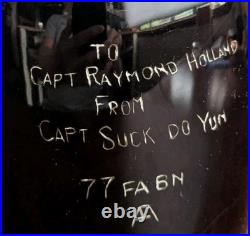 TO
CAPT RAYMOND HOLLAND
FROM
CAPT SUCK DO YUN
77 FA BN